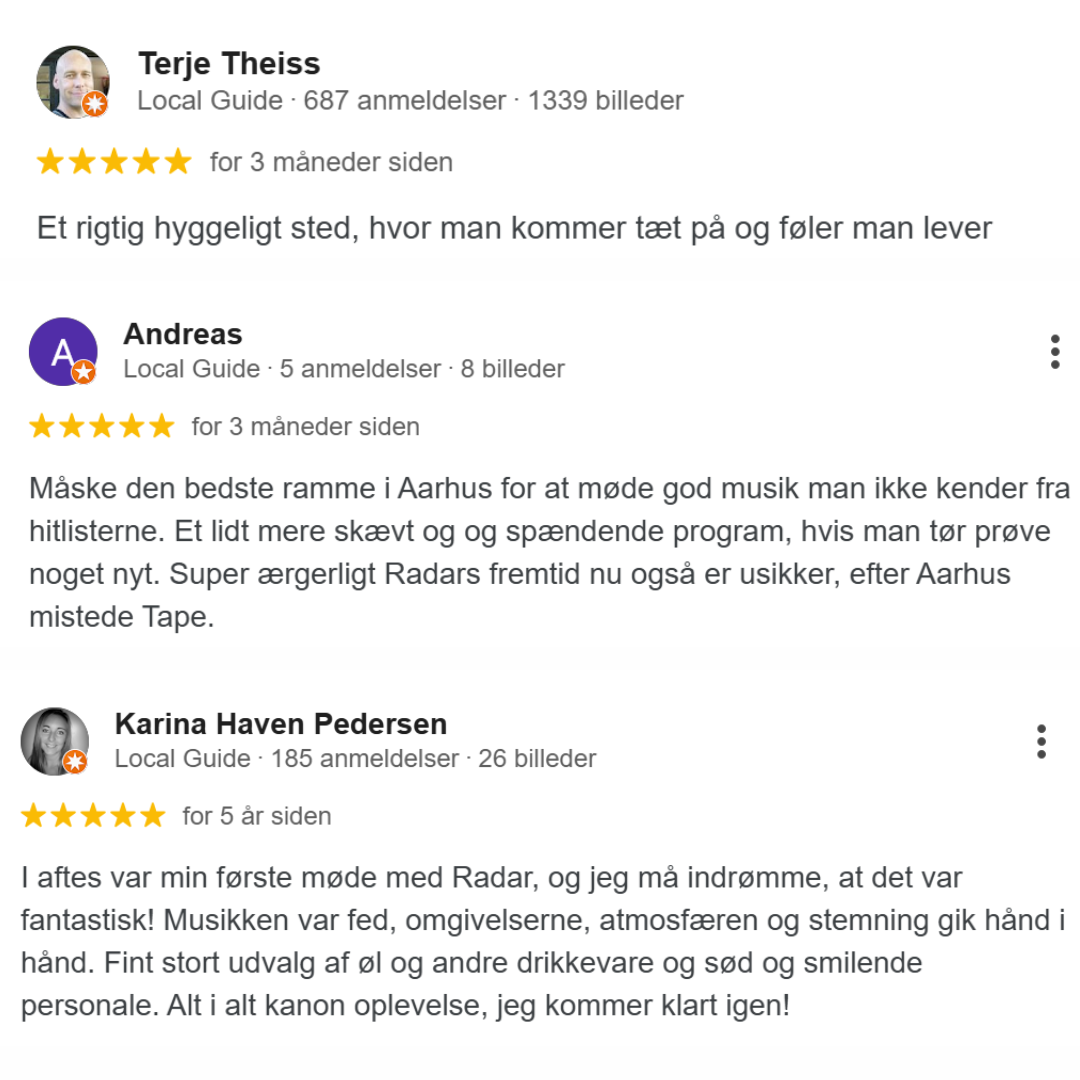 Terje Theiss
Local Guide · 687 anmeldelser · 1339 billeder
for 3 måneder siden
Et rigtig hyggeligt sted, hvor man kommer tæt på og føler man lever
A
Andreas
Local Guide · 5 anmeldelser · 8 billeder
for 3 måneder siden
Måske den bedste ramme i Aarhus for at møde god musik man ikke kender fra
hitlisterne. Et lidt mere skævt og og spændende program, hvis man tør prøve
noget nyt. Super ærgerligt Radars fremtid nu også er usikker, efter Aarhus
mistede Tape.
Karina Haven Pedersen
Local Guide · 185 anmeldelser · 26 billeder
for 5 år siden
I aftes var min første møde med Radar, og jeg må indrømme, at det var
fantastisk! Musikken var fed, omgivelserne, atmosfæren og stemning gik hånd i
hånd. Fint stort udvalg af øl og andre drikkevare og sød og smilende
personale. Alt i alt kanon oplevelse, jeg kommer klart igen!